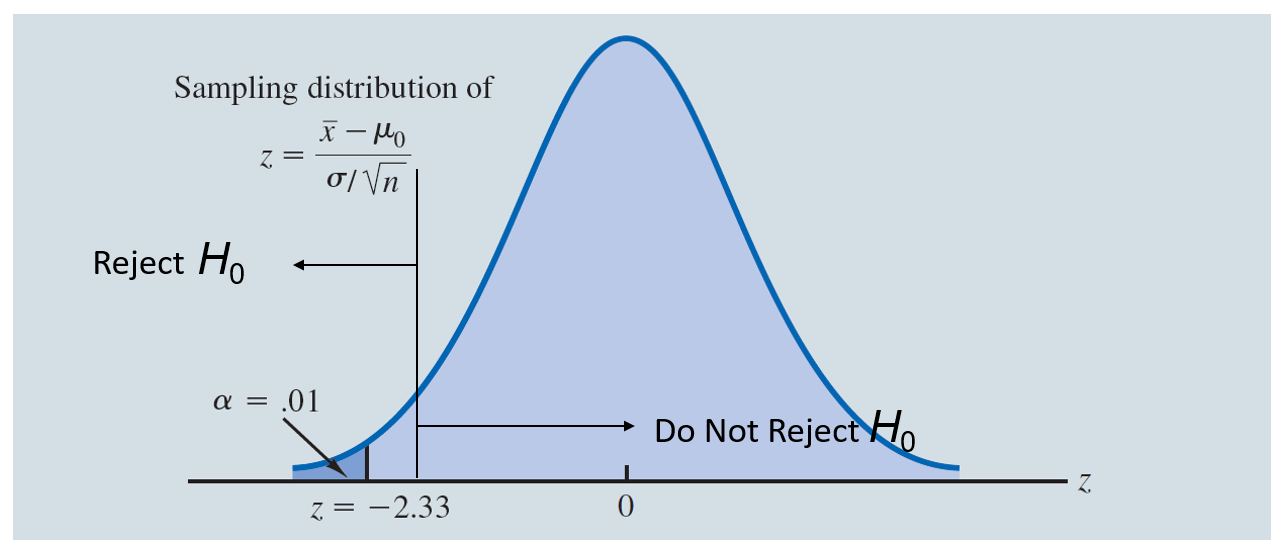 Sampling distribution of
z = (x̄ − μ₀) / (σ/√n)
Reject H₀
α = .01
Do Not Reject H₀
z = −2.33
0
z